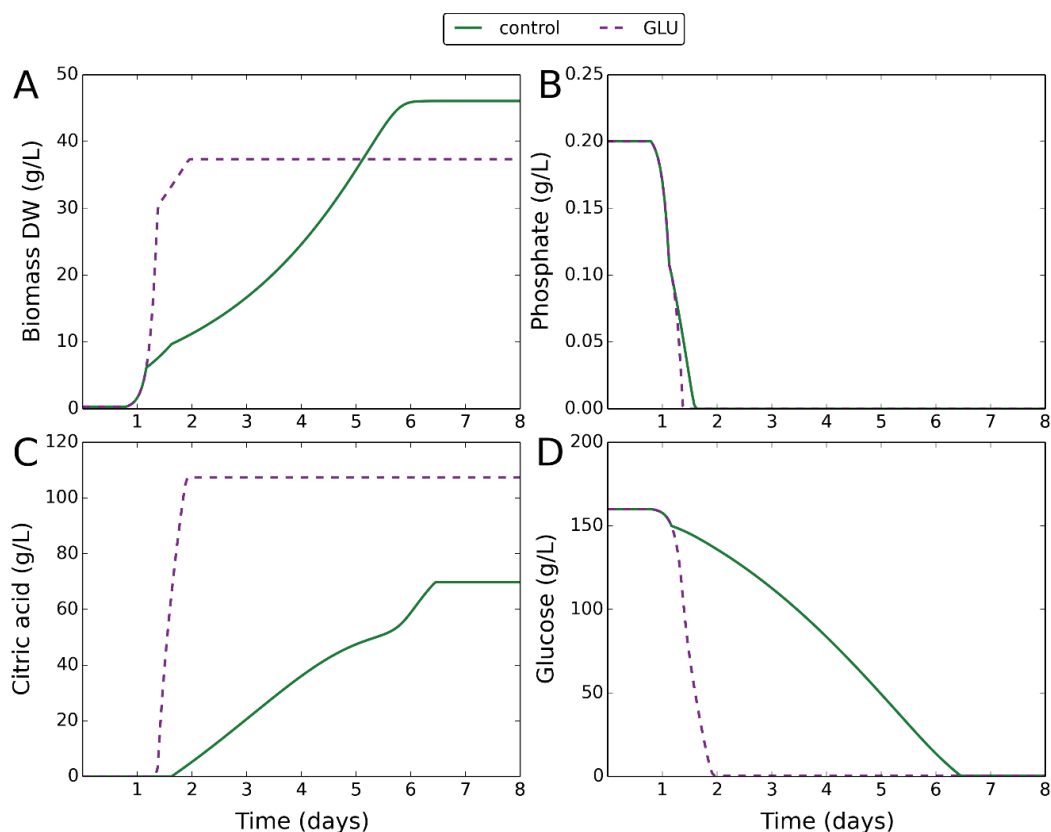 control GLU
A
Biomass DW (g/L)
50
40
30
20
10
0
1 2 3 4 5 6 7 8
B
Phosphate (g/L)
0.25
0.20
0.15
0.10
0.05
0.00
1 2 3 4 5 6 7 8
C
Citric acid (g/L)
120
100
80
60
40
20
0
1 2 3 4 5 6 7 8
Time (days)
D
Glucose (g/L)
200
150
100
50
0
1 2 3 4 5 6 7 8
Time (days)